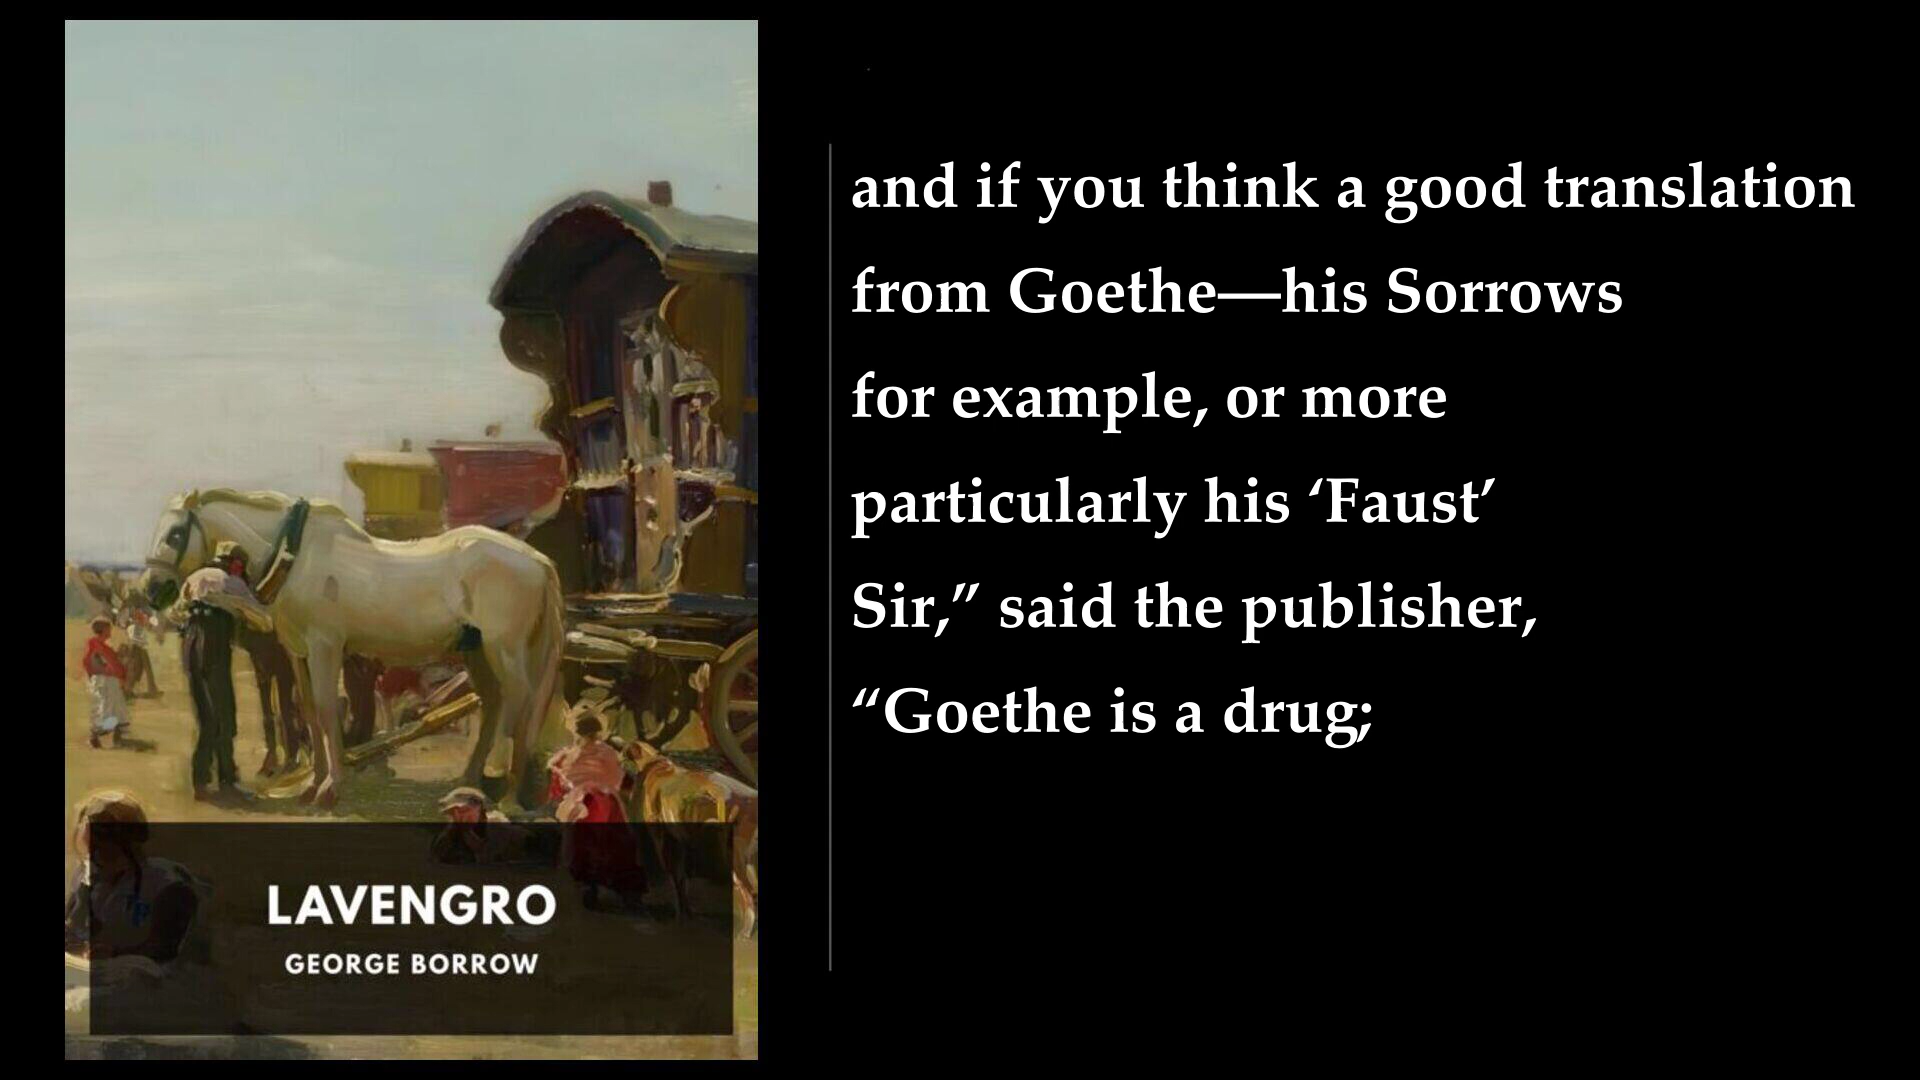 and if you think a good translation
from Goethe—his Sorrows
for example, or more
particularly his ‘Faust’
Sir,” said the publisher,
“Goethe is a drug;
LAVENGRO
GEORGE BORROW